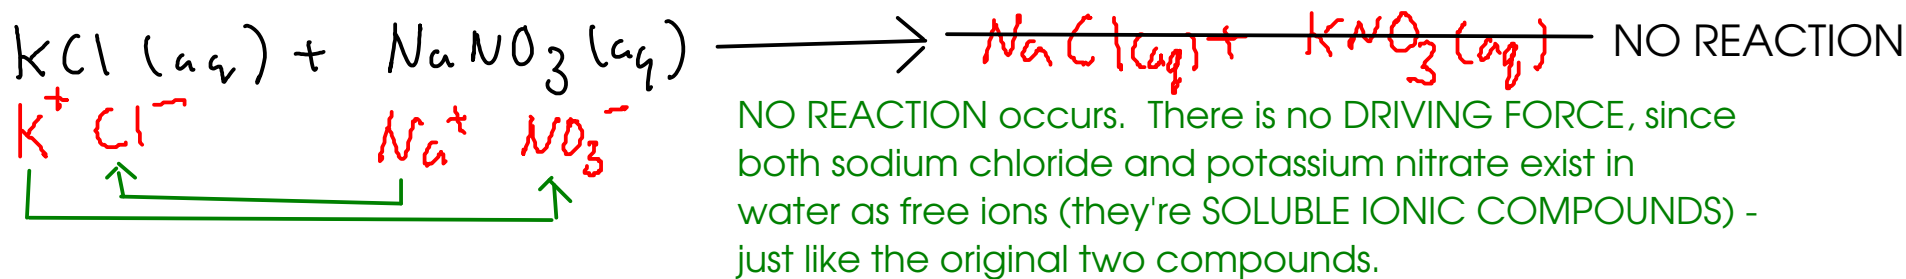 KCl (aq) + NaNO3 (aq) → NaCl(aq) + KNO3 (aq) NO REACTION
K+ Cl- Na+ NO3-
NO REACTION occurs. There is no DRIVING FORCE, since
both sodium chloride and potassium nitrate exist in
water as free ions (they're SOLUBLE IONIC COMPOUNDS) -
just like the original two compounds.